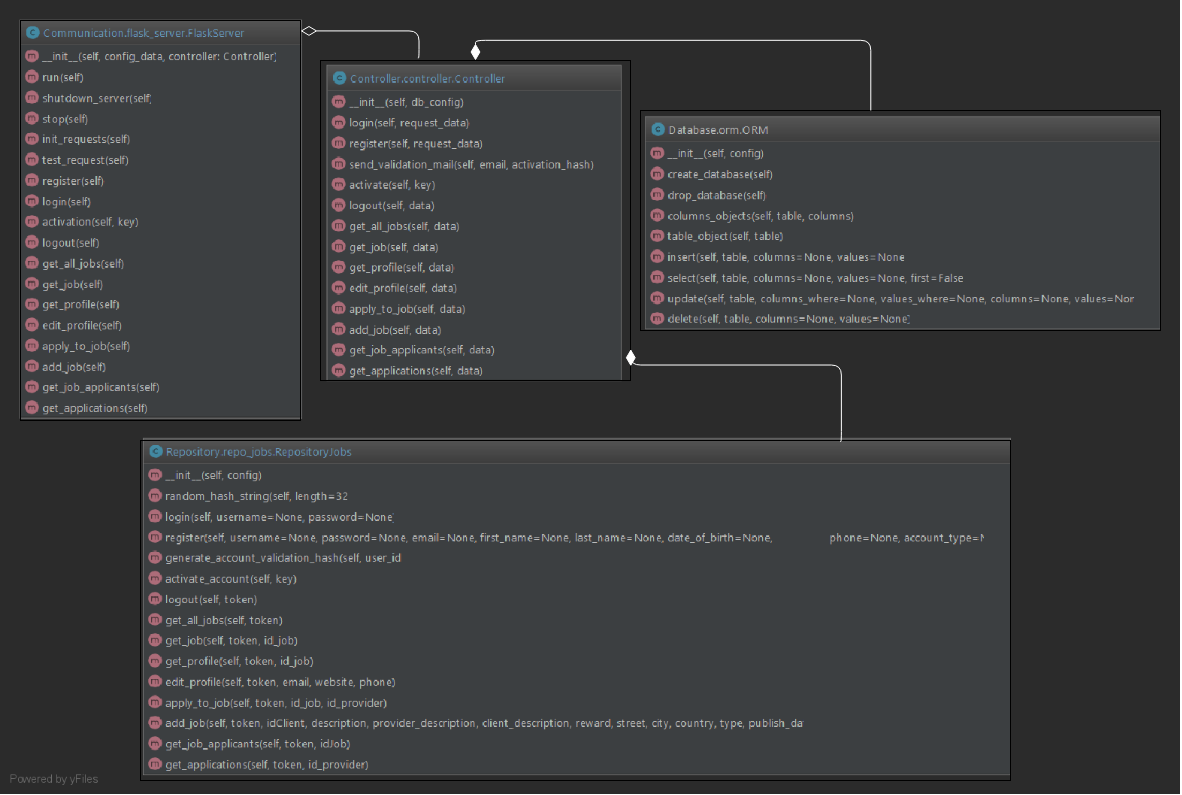 Communication.flask_server.FlaskServer
__init__(self, config_data, controller: Controller)
run(self)
shutdown_server(self)
stop(self)
init_requests(self)
test_request(self)
register(self)
login(self)
activation(self, key)
logout(self)
get_all_jobs(self)
get_job(self)
get_profile(self)
edit_profile(self)
apply_to_job(self)
add_job(self)
get_job_applicants(self)
get_applications(self)
Controller.controller.Controller
__init__(self, db_config)
login(self, request_data)
register(self, request_data)
send_validation_mail(self, email, activation_hash)
activate(self, key)
logout(self, data)
get_all_jobs(self, data)
get_job(self, data)
get_profile(self, data)
edit_profile(self, data)
apply_to_job(self, data)
add_job(self, data)
get_job_applicants(self, data)
get_applications(self, data)
Database.orm.ORM
__init__(self, config)
create_database(self)
drop_database(self)
columns_objects(self, table, columns)
table_object(self, table)
insert(self, table, columns=None, values=None
select(self, table, columns=None, values=None, first=False
update(self, table, columns_where=None, values_where=None, columns=None, values=Nor
delete(self, table, columns=None, values=None)
Repository.repo_jobs.RepositoryJobs
__init__(self, config)
random_hash_string(self, length=32
login(self, username=None, password=None)
register(self, username=None, password=None, email=None, first_name=None, last_name=None, date_of_birth=None, phone=None, account_type=N
generate_account_validation_hash(self, user_id
activate_account(self, key)
logout(self, token)
get_all_jobs(self, token)
get_job(self, token, id_job)
get_profile(self, token, id_job)
edit_profile(self, token, email, website, phone)
apply_to_job(self, token, id_job, id_provider)
add_job(self, token, idClient, description, provider_description, client_description, reward, street, city, country, type, publish_da
get_job_applicants(self, token, idJob)
get_applications(self, token, id_provider)
Powered by yFiles